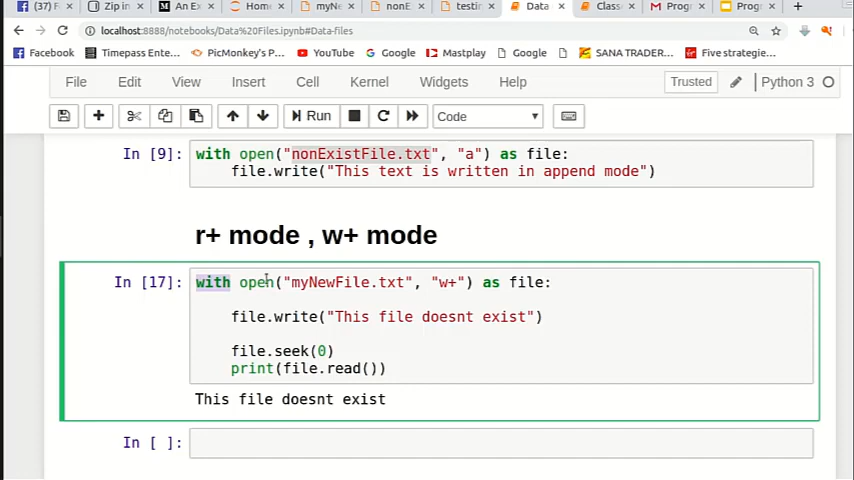 (37) F
Zip in
An Ex
Home
myNe
nonE
testin
Data
Class
Progr
Progr
localhost:8888/notebooks/Data%20Files.ipynb#Data-files
Bluetooth
Timepass Ente...
PicMonkey's P...
YouTube
Google
Mastplay
Google
SANA TRADER...
Five strategie...
File Edit View Insert Cell Kernel Widgets Help Trusted Python 3
Run Code
In [9]: with open("nonExistFile.txt", "a") as file:
file.write("This text is written in append mode")
r+ mode , w+ mode
In [17]: with open("myNewFile.txt", "w+") as file:
file.write("This file doesnt exist")
file.seek(0)
print(file.read())
This file doesnt exist
In [ ]: